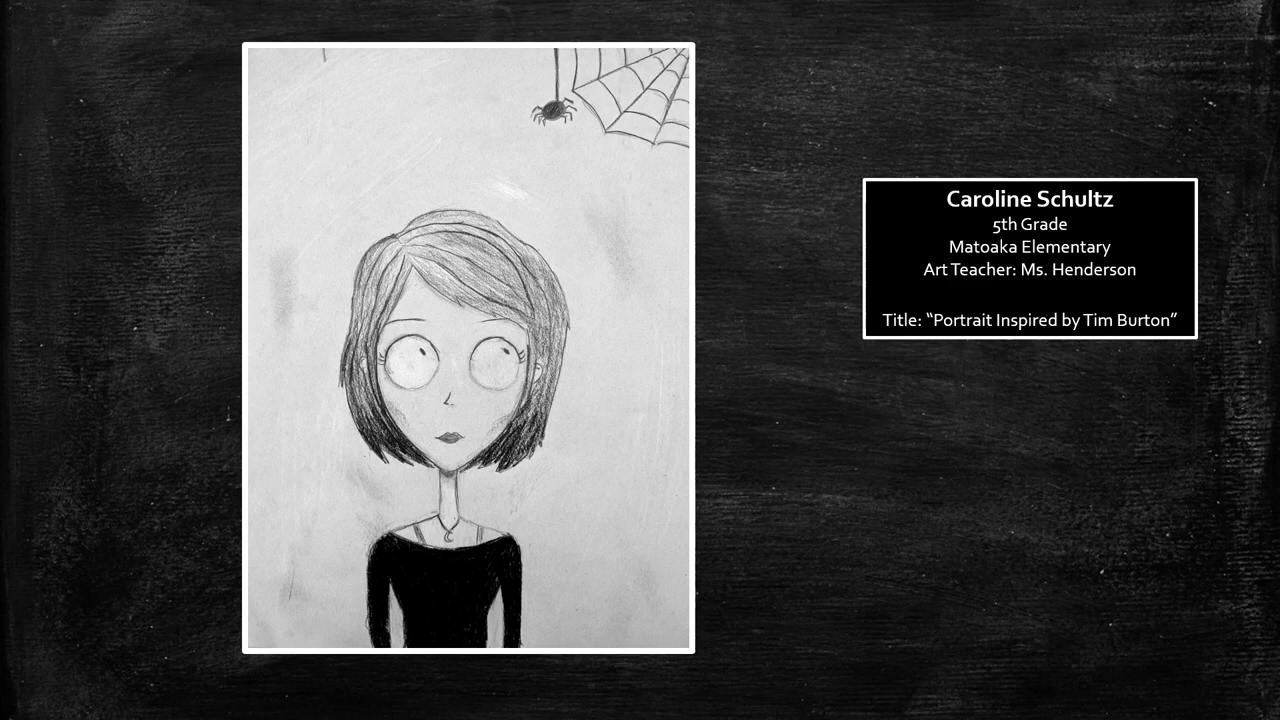 Caroline Schultz
5th Grade
Matoaka Elementary
Art Teacher: Ms. Henderson
Title: “Portrait Inspired by Tim Burton”